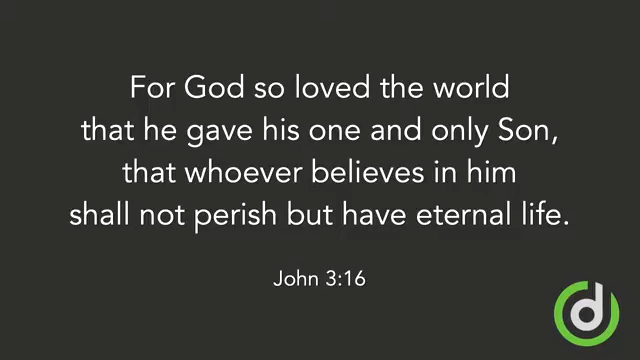 For God so loved the world
that he gave his one and only Son,
that whoever believes in him
shall not perish but have eternal life.
John 3:16
d